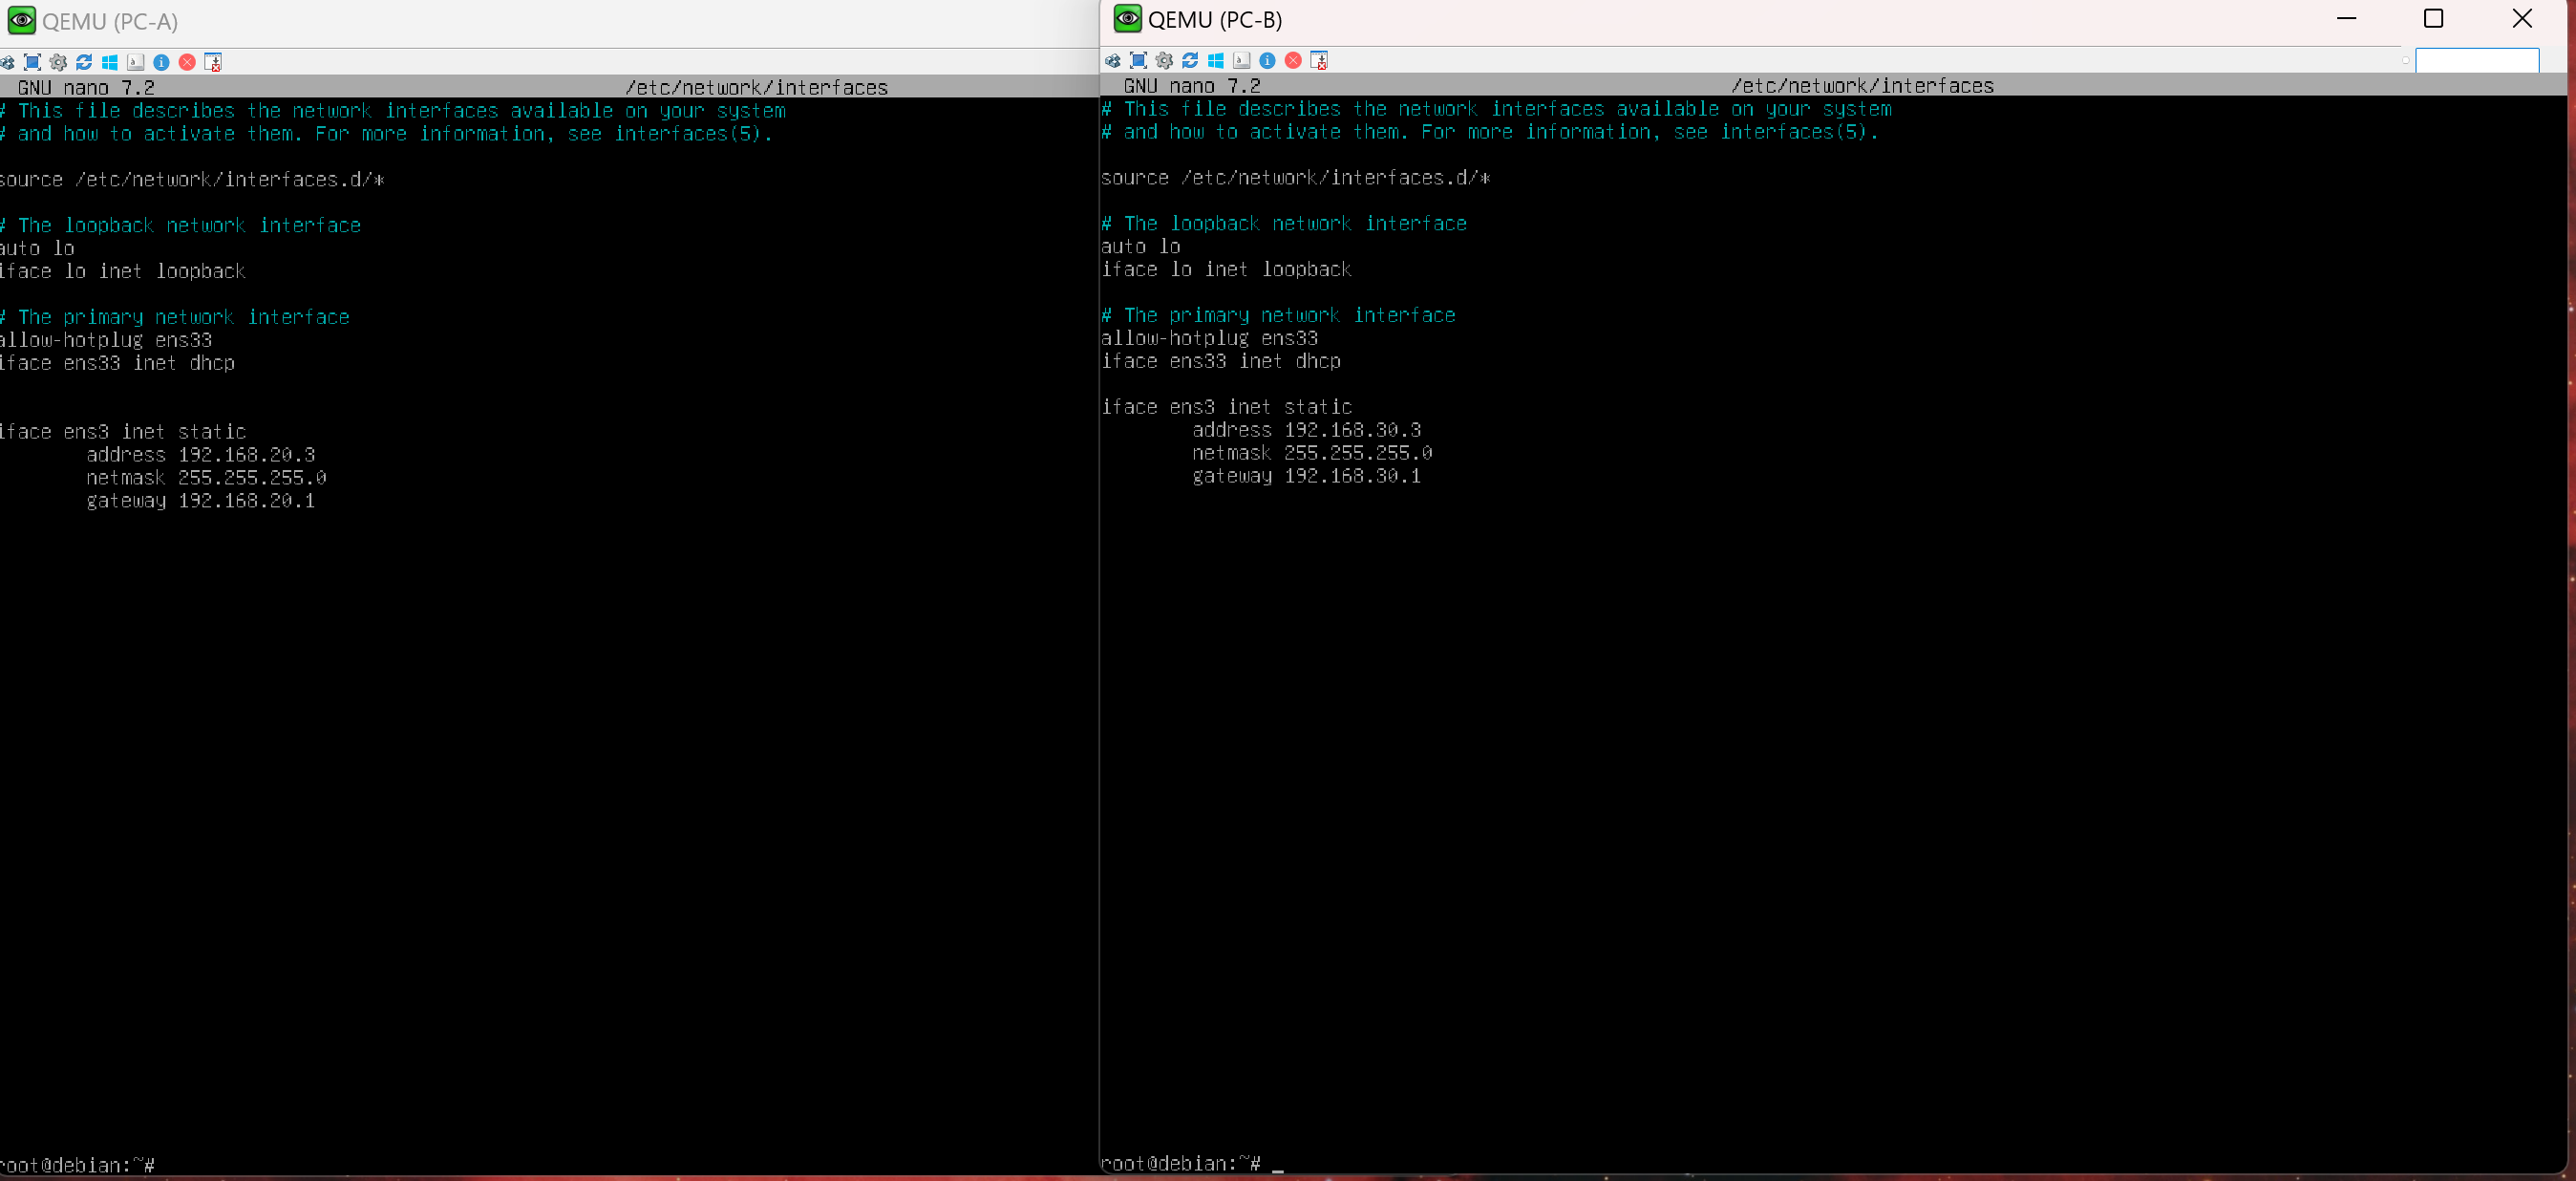 QEMU (PC-A)
GNU nano 7.2 /etc/network/interfaces
# This file describes the network interfaces available on your system
# and how to activate them. For more information, see interfaces(5).
source /etc/network/interfaces.d/*
# The loopback network interface
auto lo
iface lo inet loopback
# The primary network interface
allow-hotplug ens33
iface ens33 inet dhcp
iface ens3 inet static
address 192.168.20.3
netmask 255.255.255.0
gateway 192.168.20.1
root@debian:~#
QEMU (PC-B)
GNU nano 7.2 /etc/network/interfaces
# This file describes the network interfaces available on your system
# and how to activate them. For more information, see interfaces(5).
source /etc/network/interfaces.d/*
# The loopback network interface
auto lo
iface lo inet loopback
# The primary network interface
allow-hotplug ens33
iface ens33 inet dhcp
iface ens3 inet static
address 192.168.30.3
netmask 255.255.255.0
gateway 192.168.30.1
root@debian:~# _